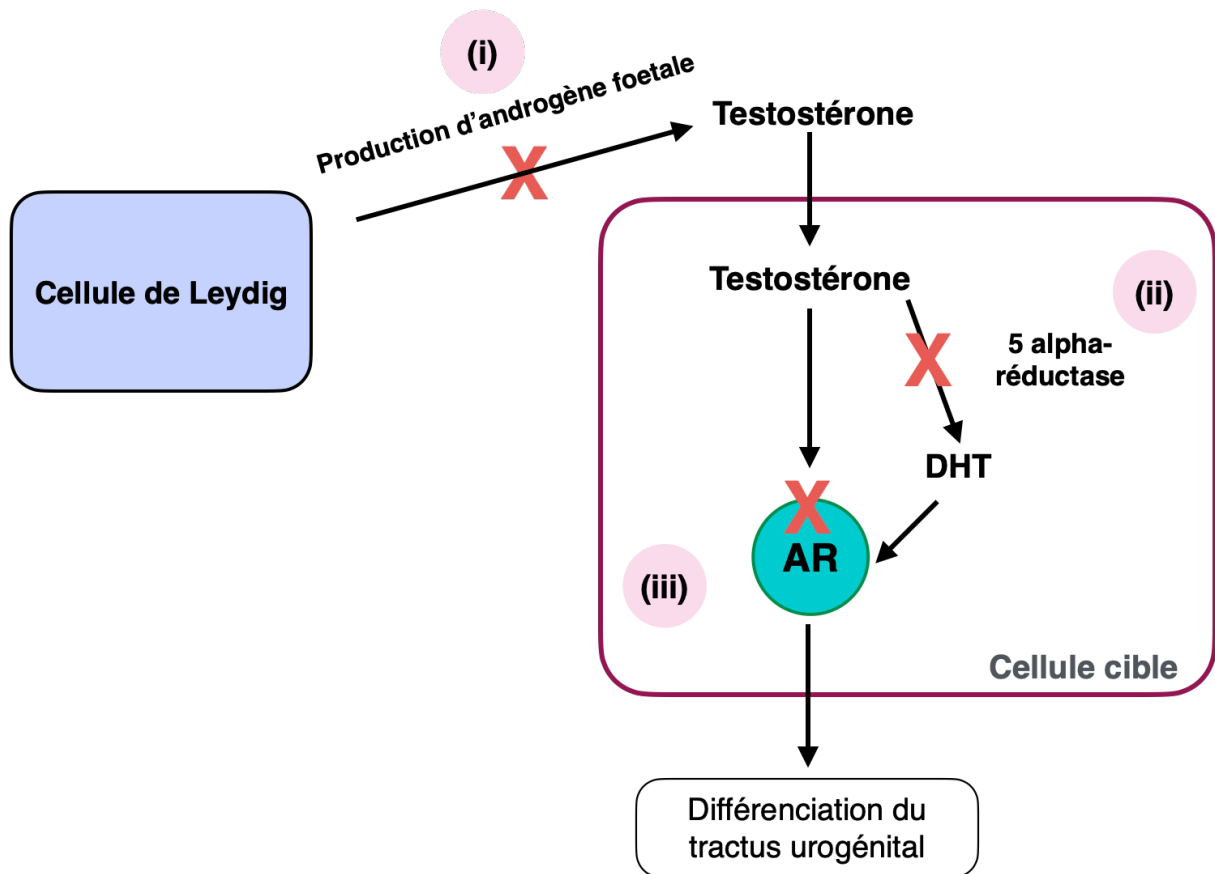 (i)
Production d'androgène foetale
X
Testostérone
Cellule de Leydig
Testostérone
(ii)
X
5 alpha-
réductase
DHT
X
AR
(iii)
Cellule cible
Différenciation du
tractus urogénital